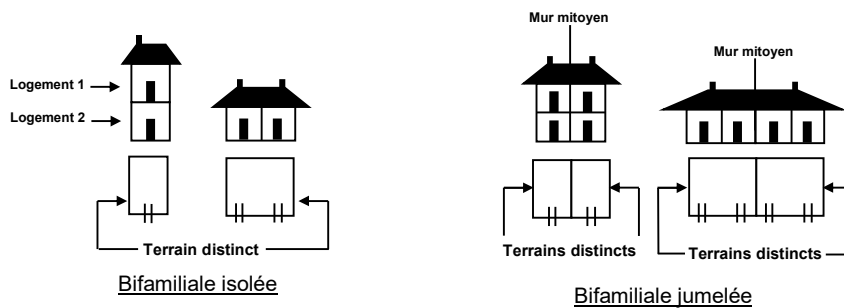 Logement 1
Logement 2
Terrain distinct
Bifamiliale isolée
Mur mitoyen
Mur mitoyen
Terrains distincts
Terrains distincts
Bifamiliale jumelée